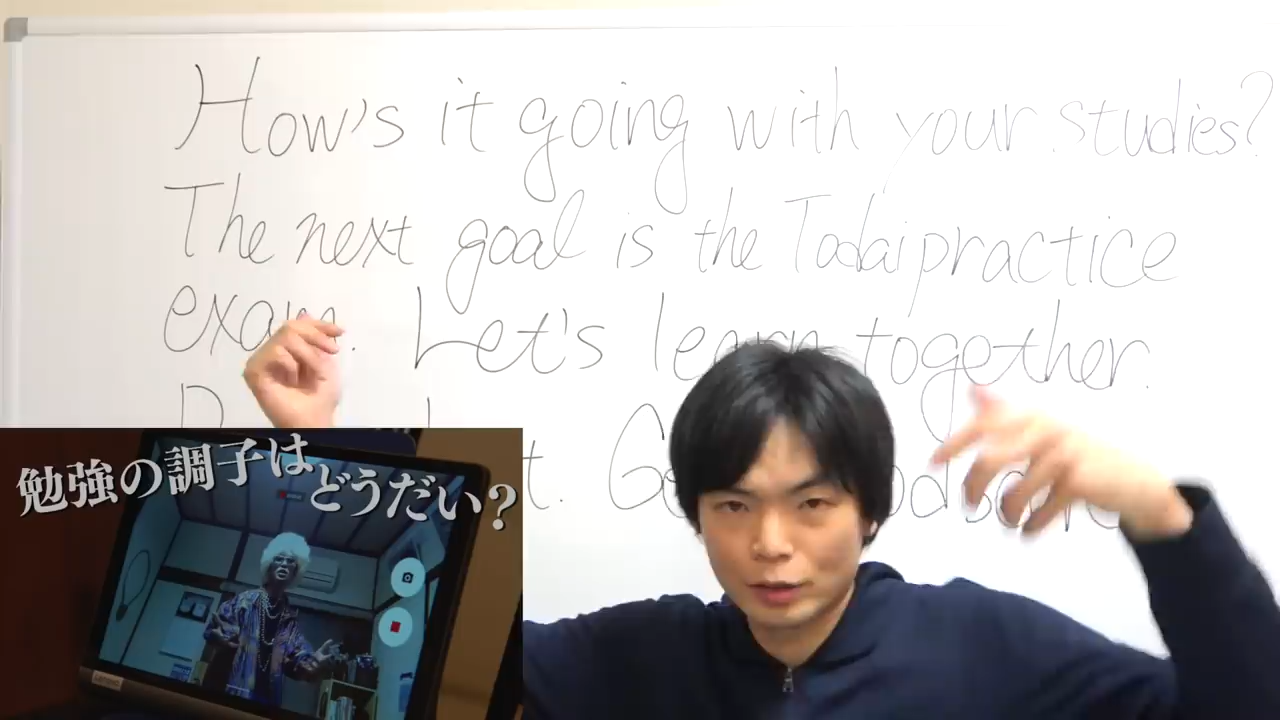 How's it going with your studies?
The next goal is the Todai practice
exam. Let's learn together.
勉強の調子はどうだい?
Lenovo